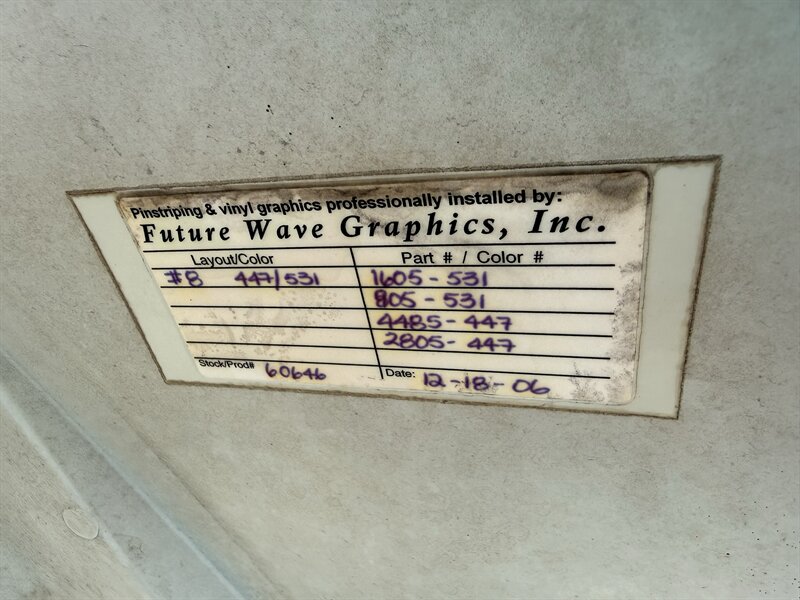 Pinstriping & vinyl graphics professionally installed by:
Future Wave Graphics, Inc.
Layout/Color Part # / Color #
#8 447/531 1605-531
805-531
4485-447
2805-447
Stock/Prod# 60646 Date: 12-18-06